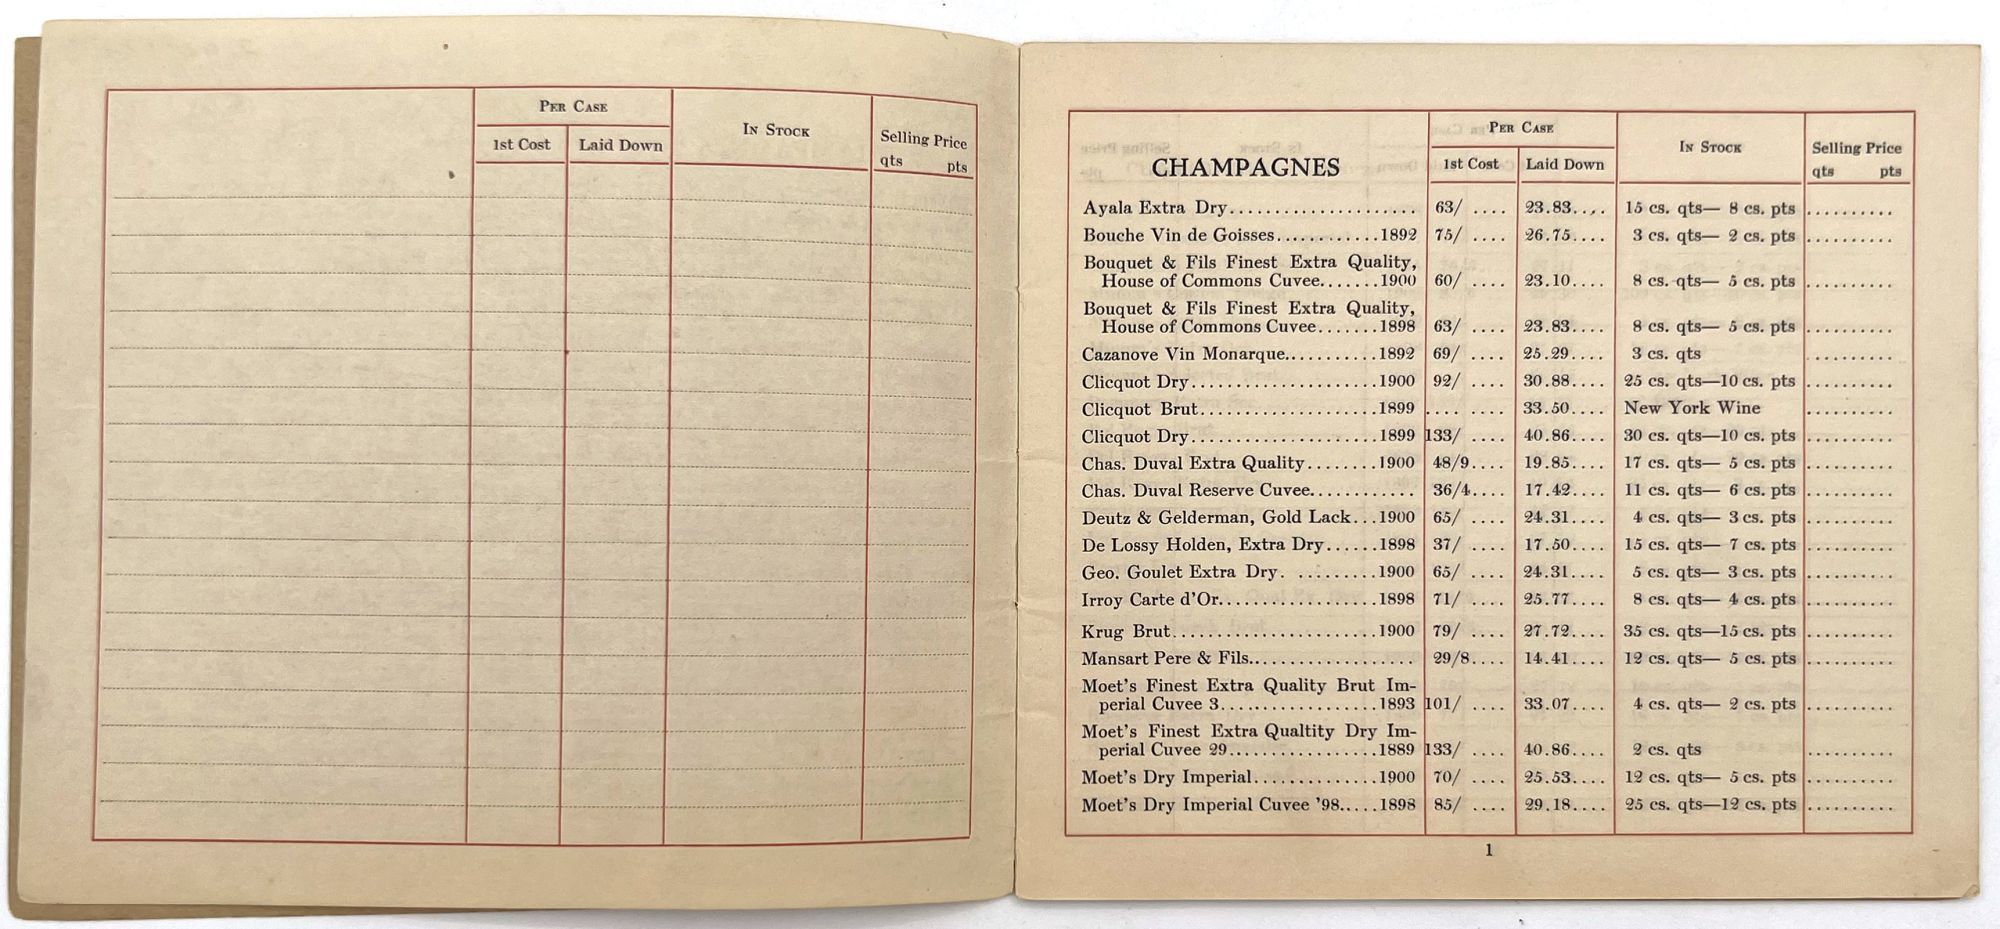 PER CASE
1st Cost Laid Down
IN STOCK
Selling Price
qts pts
CHAMPAGNES
PER CASE
1st Cost Laid Down
IN STOCK
Selling Price
qts pts
Ayala Extra Dry...................... 63/ .... 23.83.... 15 cs. qts— 8 cs. pts ..........
Bouche Vin de Goisses............1892 75/ .... 26.75.... 3 cs. qts— 2 cs. pts ..........
Bouquet & Fils Finest Extra Quality,
House of Commons Cuvee.......1900 60/ .... 23.10.... 8 cs. qts— 5 cs. pts ..........
Bouquet & Fils Finest Extra Quality,
House of Commons Cuvee.......1898 63/ .... 23.83.... 8 cs. qts— 5 cs. pts ..........
Cazanove Vin Monarque...........1892 69/ .... 25.29.... 3 cs. qts ..........
Clicquot Dry.....................1900 92/ .... 30.88.... 25 cs. qts—10 cs. pts ..........
Clicquot Brut....................1899 .... .... 33.50.... New York Wine ..........
Clicquot Dry.....................1899 133/ .... 40.86.... 30 cs. qts—10 cs. pts ..........
Chas. Duval Extra Quality........1900 48/9.... 19.85.... 17 cs. qts— 5 cs. pts ..........
Chas. Duval Reserve Cuvee............ 36/4.... 17.42.... 11 cs. qts— 6 cs. pts ..........
Deutz & Gelderman, Gold Lack...1900 65/ .... 24.31.... 4 cs. qts— 3 cs. pts ..........
De Lossy Holden, Extra Dry......1898 37/ .... 17.50.... 15 cs. qts— 7 cs. pts ..........
Geo. Goulet Extra Dry. .........1900 65/ .... 24.31.... 5 cs. qts— 3 cs. pts ..........
Irroy Carte d'Or..................1898 71/ .... 25.77.... 8 cs. qts— 4 cs. pts ..........
Krug Brut.......................1900 79/ .... 27.72.... 35 cs. qts—15 cs. pts ..........
Mansart Pere & Fils................... 29/8.... 14.41.... 12 cs. qts— 5 cs. pts ..........
Moet's Finest Extra Quality Brut Im-
perial Cuvee 3..................1893 101/ .... 33.07.... 4 cs. qts— 2 cs. pts ..........
Moet's Finest Extra Qualtity Dry Im-
perial Cuvee 29.................1889 133/ .... 40.86.... 2 cs. qts ..........
Moet's Dry Imperial..............1900 70/ .... 25.53.... 12 cs. qts— 5 cs. pts ..........
Moet's Dry Imperial Cuvee '98.....1898 85/ .... 29.18.... 25 cs. qts—12 cs. pts ..........
1